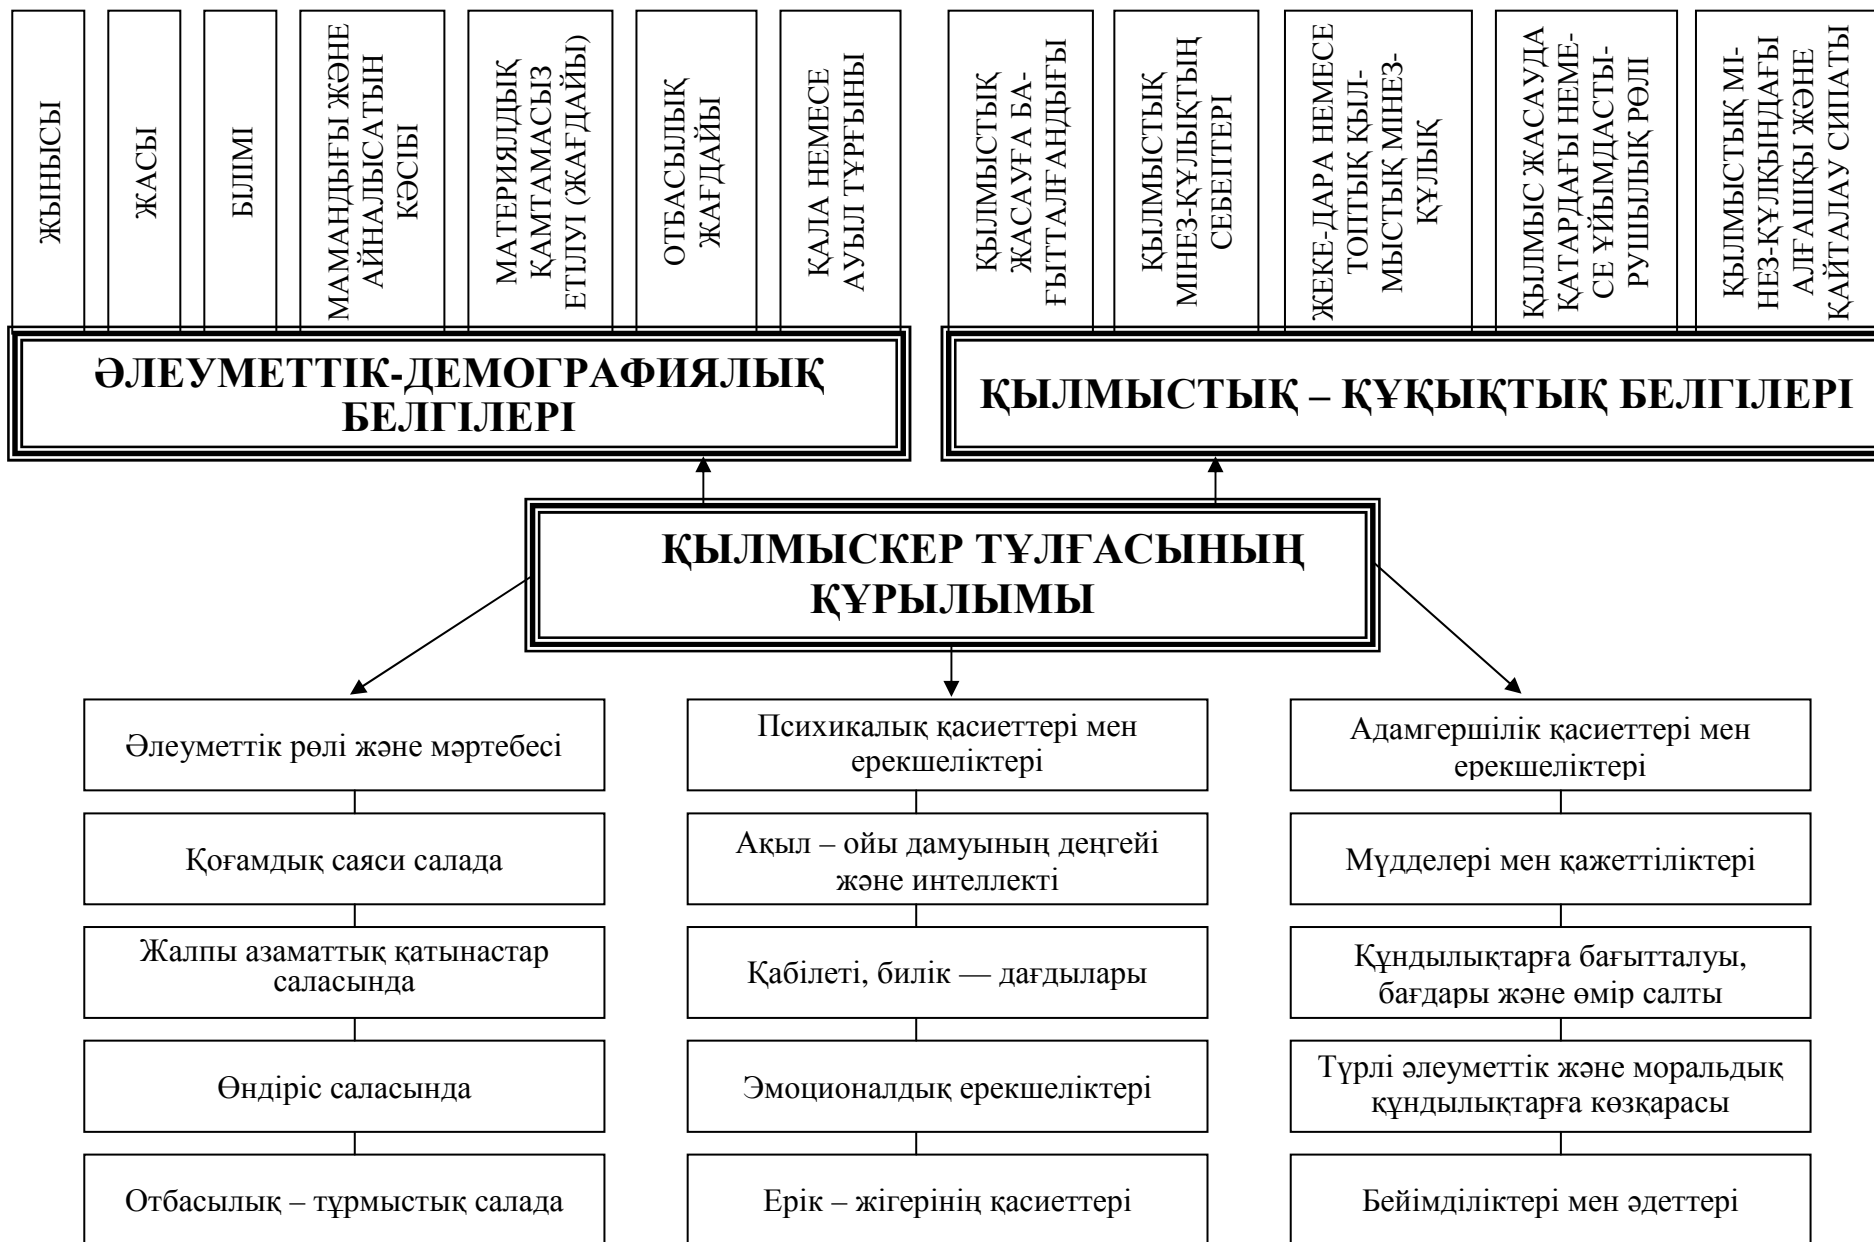 ЖЫНЫСЫ
ЖАСЫ
БІЛІМІ
МАМАНДЫҒЫ ЖӘНЕ
АЙНАЛЫСАТЫН
КӘСІБІ
МАТЕРИЯЛДЫҚ
ҚАМТАМАСЫЗ
ЕТІЛУІ (ЖАҒДАЙЫ)
ОТБАСЫЛЫҚ
ЖАҒДАЙЫ
ҚАЛА НЕМЕСЕ
АУЫЛ ТҰРҒЫНЫ
ҚЫЛМЫСТЫҚ
ЖАСАУҒА БА-
ҒЫТТАЛҒАНДЫҒЫ
ҚЫЛМЫСТЫҚ
МІНЕЗ-ҚҰЛЫҚТЫҢ
СЕБЕПТЕРІ
ЖЕКЕ-ДАРА НЕМЕСЕ
ТОПТЫҚ ҚЫЛ-
МЫСТЫҚ МІНЕЗ-
ҚҰЛЫҚ
ҚЫЛМЫС ЖАСАУДА
ҚАТАРДАҒЫ НЕМЕ-
СЕ ҰЙЫМДАСТЫ-
РУШЫЛЫҚ РӨЛІ
ҚЫЛМЫСТЫҚ МІ-
НЕЗ-ҚҰЛҚЫНДАҒЫ
АЛҒАШҚЫ ЖӘНЕ
ҚАЙТАЛАУ СИПАТЫ
ӘЛЕУМЕТТІК-ДЕМОГРАФИЯЛЫҚ
БЕЛГІЛЕРІ
ҚЫЛМЫСТЫҚ – ҚҰҚЫҚТЫҚ БЕЛГІЛЕРІ
ҚЫЛМЫСКЕР ТҰЛҒАСЫНЫҢ
ҚҰРЫЛЫМЫ
Әлеуметтік рөлі және мәртебесі
Қоғамдық саяси салада
Жалпы азаматтық қатынастар
саласында
Өндіріс саласында
Отбасылық – тұрмыстық салада
Психикалық қасиеттері мен
ерекшеліктері
Ақыл – ойы дамуының деңгейі
және интеллекті
Қабілеті, билік — дағдылары
Эмоционалдық ерекшеліктері
Ерік – жігерінің қасиеттері
Адамгершілік қасиеттері мен
ерекшеліктері
Мүдделері мен қажеттіліктері
Құндылықтарға бағытталуы,
бағдары және өмір салты
Түрлі әлеуметтік және моральдық
құндылықтарға көзқарасы
Бейімділіктері мен әдеттері